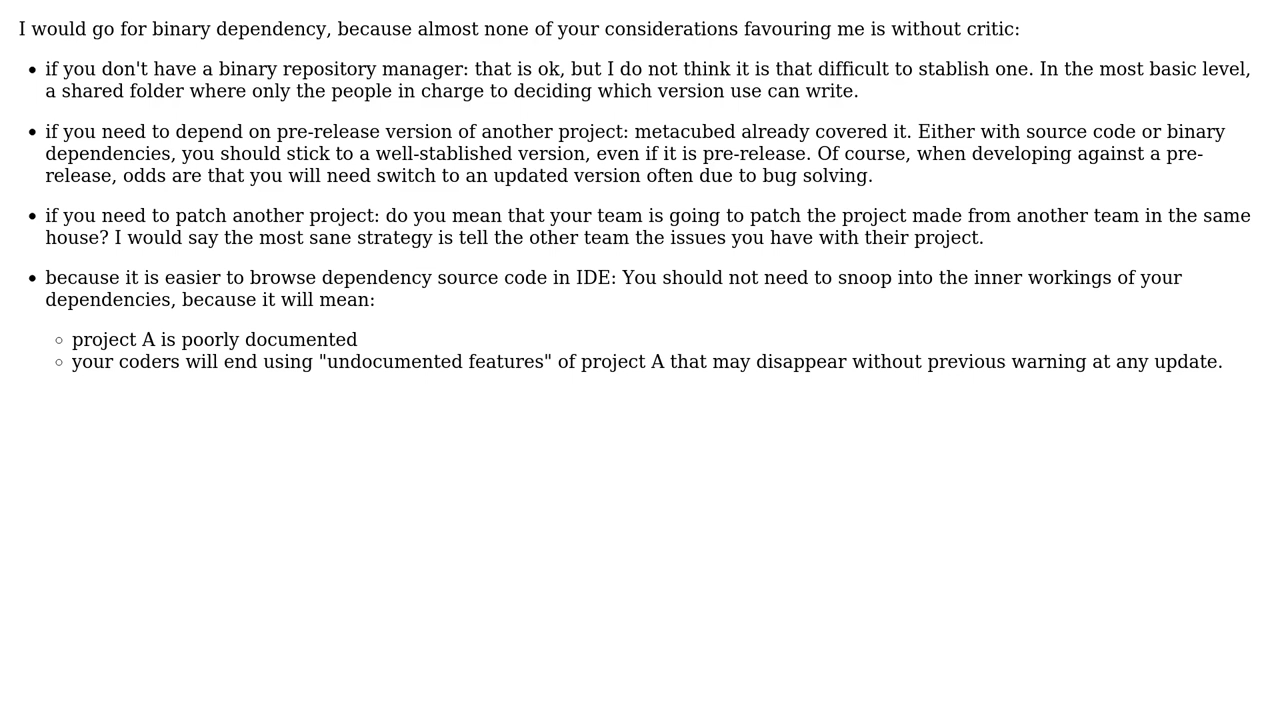 I would go for binary dependency, because almost none of your considerations favouring me is without critic:
• if you don't have a binary repository manager: that is ok, but I do not think it is that difficult to stablish one. In the most basic level,
a shared folder where only the people in charge to deciding which version use can write.
• if you need to depend on pre-release version of another project: metacubed already covered it. Either with source code or binary
dependencies, you should stick to a well-stablished version, even if it is pre-release. Of course, when developing against a pre-
release, odds are that you will need switch to an updated version often due to bug solving.
• if you need to patch another project: do you mean that your team is going to patch the project made from another team in the same
house? I would say the most sane strategy is tell the other team the issues you have with their project.
• because it is easier to browse dependency source code in IDE: You should not need to snoop into the inner workings of your
dependencies, because it will mean:
◦ project A is poorly documented
◦ your coders will end using "undocumented features" of project A that may disappear without previous warning at any update.